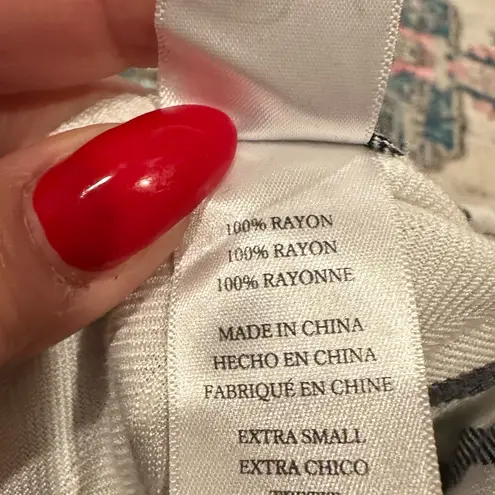 100% RAYON
100% RAYON
100% RAYONNE
MADE IN CHINA
HECHO EN CHINA
FABRIQUÉ EN CHINE
EXTRA SMALL
EXTRA CHICO